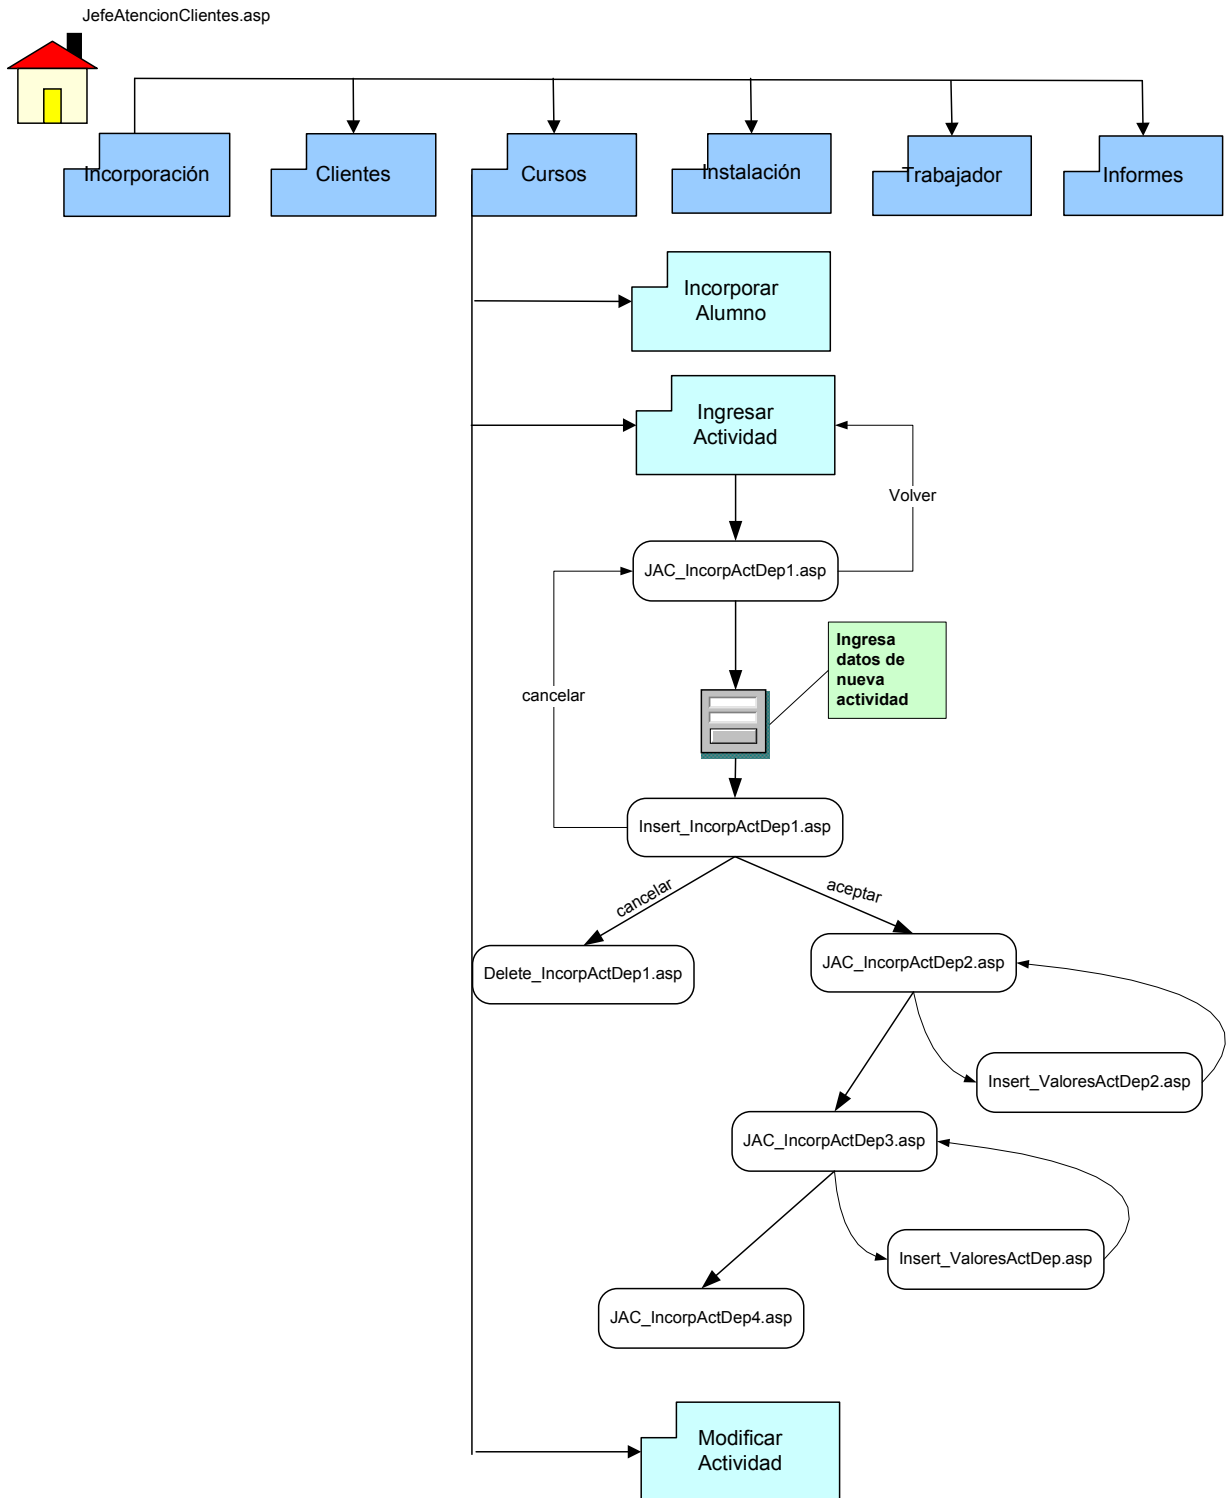 JefeAtencionClientes.asp
Incorporación
Clientes
Cursos
Instalación
Trabajador
Informes
Incorporar
Alumno
Ingresar
Actividad
Volver
JAC_IncorpActDep1.asp
Ingresa
datos de
nueva
actividad
cancelar
Insert_IncorpActDep1.asp
cancelar
aceptar
Delete_IncorpActDep1.asp
JAC_IncorpActDep2.asp
Insert_ValoresActDep2.asp
JAC_IncorpActDep3.asp
Insert_ValoresActDep.asp
JAC_IncorpActDep4.asp
Modificar
Actividad